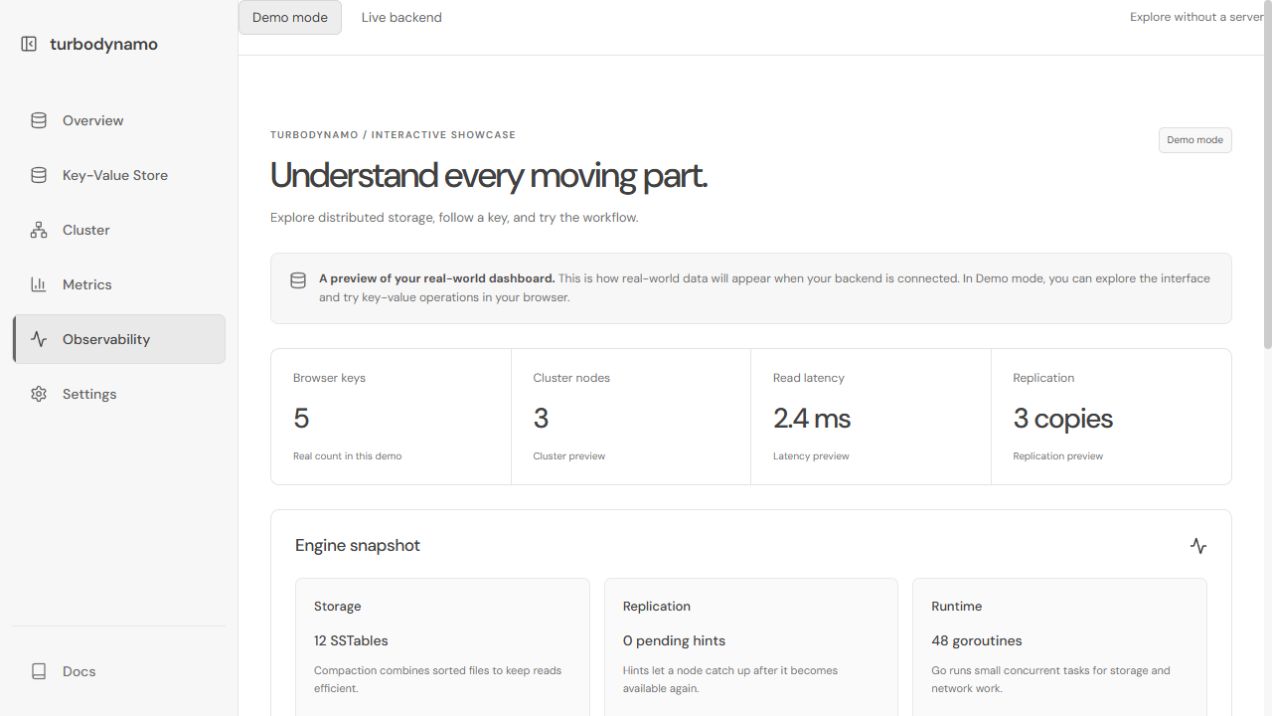 Demo mode
Live backend
Explore without a server
turbodynamo
Overview
Key-Value Store
Cluster
Metrics
Observability
Settings
Docs
TURBODYNAMO / INTERACTIVE SHOWCASE
Demo mode
Understand every moving part.
Explore distributed storage, follow a key, and try the workflow.
A preview of your real-world dashboard. This is how real-world data will appear when your backend is connected. In Demo mode, you can explore the interface
and try key-value operations in your browser.
Browser keys
5
Real count in this demo
Cluster nodes
3
Cluster preview
Read latency
2.4 ms
Latency preview
Replication
3 copies
Replication preview
Engine snapshot
Storage
12 SSTables
Compaction combines sorted files to keep reads
efficient.
Replication
0 pending hints
Hints let a node catch up after it becomes
available again.
Runtime
48 goroutines
Go runs small concurrent tasks for storage and
network work.